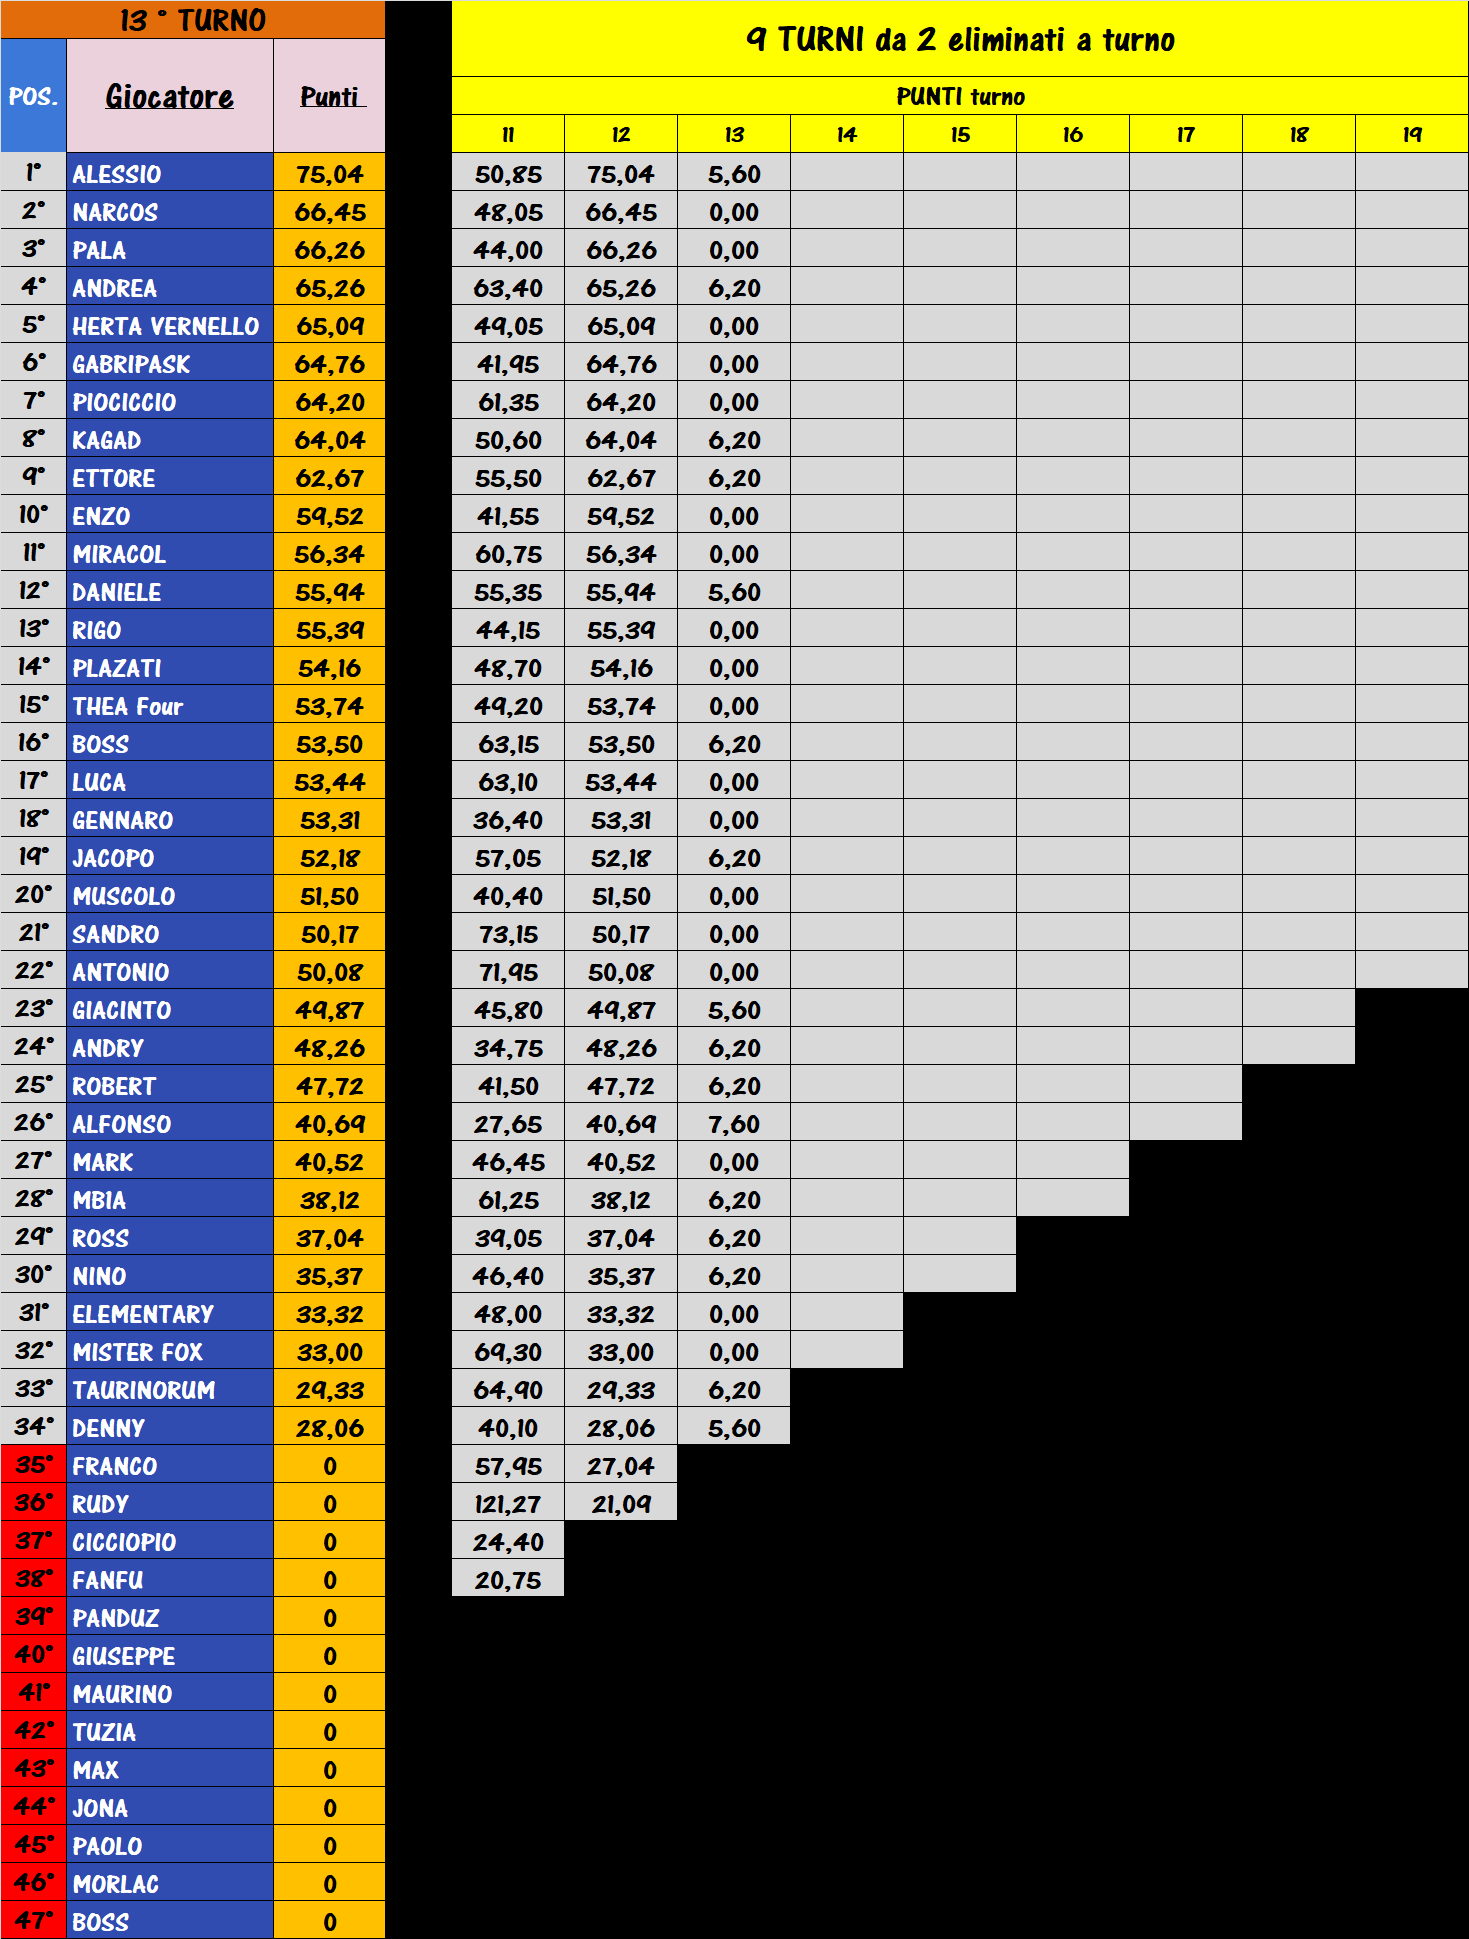 13 ° TURNO
9 TURNI da 2 eliminati a turno
POS. Giocatore Punti
PUNTI turno
11 12 13 14 15 16 17 18 19
1° ALESSIO 75,04 50,85 75,04 5,60
2° NARCOS 66,45 48,05 66,45 0,00
3° PALA 66,26 44,00 66,26 0,00
4° ANDREA 65,26 63,40 65,26 6,20
5° HERTA VERNELLO 65,09 49,05 65,09 0,00
6° GABRIPASK 64,76 41,95 64,76 0,00
7° PIOCICCIO 64,20 61,35 64,20 0,00
8° KAGAD 64,04 50,60 64,04 6,20
9° ETTORE 62,67 55,50 62,67 6,20
10° ENZO 59,52 41,55 59,52 0,00
11° MIRACOL 56,34 60,75 56,34 0,00
12° DANIELE 55,94 55,35 55,94 5,60
13° RIGO 55,39 44,15 55,39 0,00
14° PLAZATI 54,16 48,70 54,16 0,00
15° THEA Four 53,74 49,20 53,74 0,00
16° BOSS 53,50 63,15 53,50 6,20
17° LUCA 53,44 63,10 53,44 0,00
18° GENNARO 53,31 36,40 53,31 0,00
19° JACOPO 52,18 57,05 52,18 6,20
20° MUSCOLO 51,50 40,40 51,50 0,00
21° SANDRO 50,17 73,15 50,17 0,00
22° ANTONIO 50,08 71,95 50,08 0,00
23° GIACINTO 49,87 45,80 49,87 5,60
24° ANDRY 48,26 34,75 48,26 6,20
25° ROBERT 47,72 41,50 47,72 6,20
26° ALFONSO 40,69 27,65 40,69 7,60
27° MARK 40,52 46,45 40,52 0,00
28° MBIA 38,12 61,25 38,12 6,20
29° ROSS 37,04 39,05 37,04 6,20
30° NINO 35,37 46,40 35,37 6,20
31° ELEMENTARY 33,32 48,00 33,32 0,00
32° MISTER FOX 33,00 69,30 33,00 0,00
33° TAURINORUM 29,33 64,90 29,33 6,20
34° DENNY 28,06 40,10 28,06 5,60
35° FRANCO 0 57,95 27,04
36° RUDY 0 121,27 21,09
37° CICCIOPIO 0 24,40
38° FANFU 0 20,75
39° PANDUZ 0
40° GIUSEPPE 0
41° MAURINO 0
42° TUZIA 0
43° MAX 0
44° JONA 0
45° PAOLO 0
46° MORLAC 0
47° BOSS 0